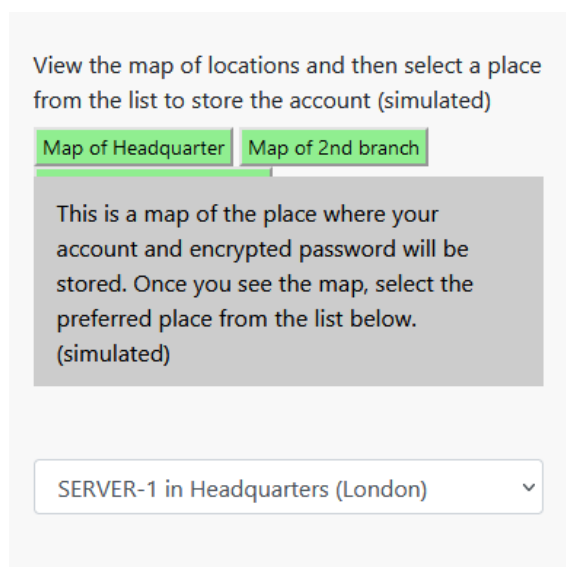 View the map of locations and then select a place
from the list to store the account (simulated)
Map of Headquarter Map of 2nd branch
This is a map of the place where your
account and encrypted password will be
stored. Once you see the map, select the
preferred place from the list below.
(simulated)
SERVER-1 in Headquarters (London)